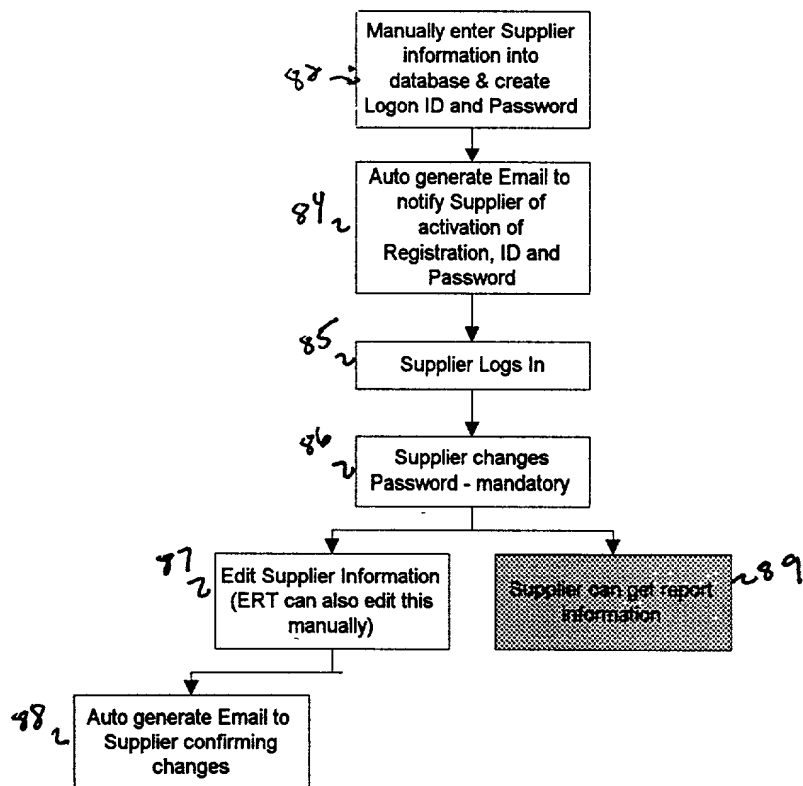 Manually enter Supplier
information into
database & create
Logon ID and Password
82
Auto generate Email to
notify Supplier of
activation of
Registration, ID and
Password
84
85
Supplier Logs In
86
Supplier changes
Password - mandatory
87
Edit Supplier Information
(ERT can also edit this
manually)
Supplier can get report
information
89
88
Auto generate Email to
Supplier confirming
changes